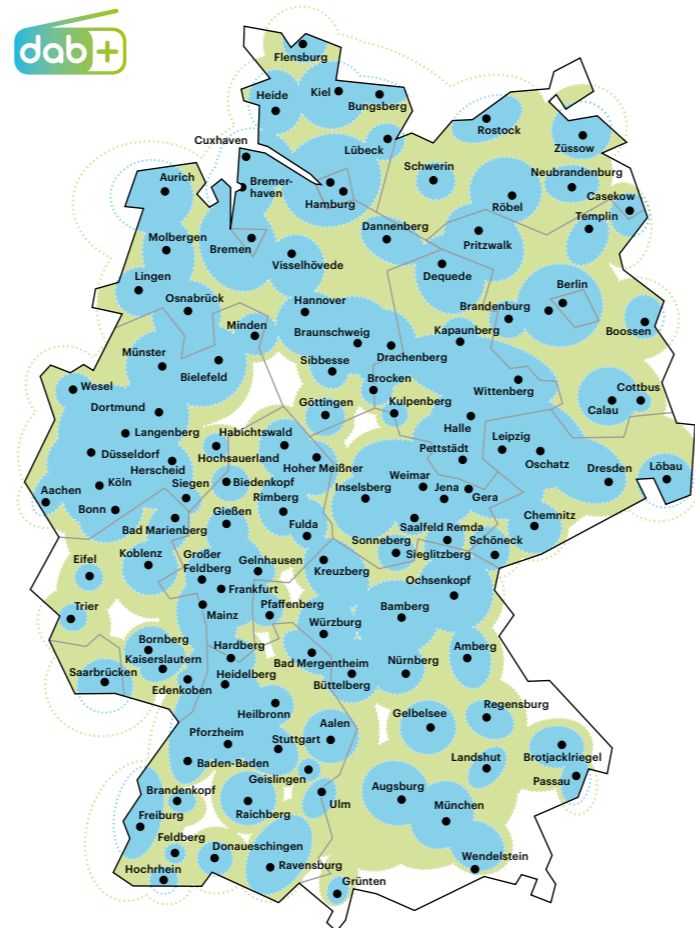 dab+
Flensburg
Heide
Kiel
Bungsberg
Rostock
Cuxhaven
Lübeck
Züssow
Schwerin
Neubrandenburg
Aurich
Bremer-
haven
Hamburg
Röbel
Casekow
Templin
Dannenberg
Molbergen
Bremen
Pritzwalk
Visselhövede
Dequede
Lingen
Berlin
Osnabrück
Hannover
Brandenburg
Minden
Braunschweig
Kapaunberg
Boossen
Münster
Sibbesse
Drachenberg
Bielefeld
Brocken
Wesel
Wittenberg
Cottbus
Dortmund
Göttingen
Kulpenberg
Calau
Halle
Langenberg
Habichtswald
Leipzig
Pettstädt
Düsseldorf
Hochsauerland
Herscheid
Hoher Meißner
Oschatz
Dresden
Löbau
Köln
Siegen
Biedenkopf
Weimar
Jena
Aachen
Rimberg
Inselsberg
Gera
Bonn
Gießen
Chemnitz
Bad Marienberg
Fulda
Saalfeld Remda
Sonneberg
Schöneck
Sieglitzberg
Koblenz
Großer
Feldberg
Eifel
Gelnhausen
Kreuzberg
Ochsenkopf
Frankfurt
Trier
Mainz
Pfaffenberg
Bamberg
Würzburg
Bornberg
Hardberg
Amberg
Kaiserslautern
Bad Mergentheim
Nürnberg
Saarbrücken
Heidelberg
Edenkoben
Büttelberg
Heilbronn
Gelbelsee
Regensburg
Aalen
Pforzheim
Stuttgart
Brotjacklriegel
Landshut
Baden-Baden
Geislingen
Passau
Augsburg
Brandenkopf
Ulm
München
Freiburg
Raichberg
Feldberg
Donaueschingen
Wendelstein
Hochrhein
Ravensburg
Grünten